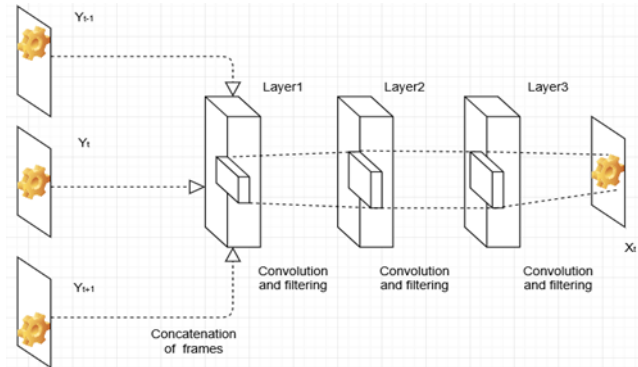 Yt-1
Layer1
Layer2
Layer3
Yt
Xt
Convolution
and filtering
Convolution
and filtering
Convolution
and filtering
Yt+1
Concatenation
of frames